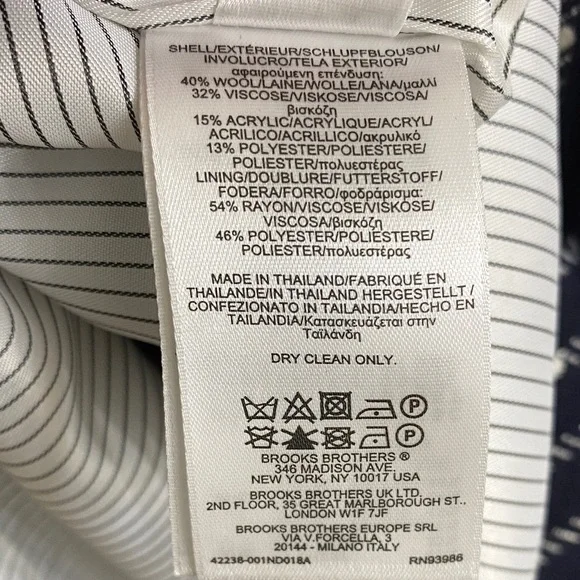 SHELL/EXTÉRIEUR/SCHLUPFBLOUSON/
INVOLUCRO/TELA EXTERIOR/
αφαιρούμενη επένδυση:
40% WOOL/LAINE/WOLLE/LANA/μαλλί
32% VISCOSE/VISKOSE/VISCOSA/
βισκόζη
15% ACRYLIC/ACRYLIQUE/ACRYL/
ACRILICO/ACRÍLICO/ακρυλικό
13% POLYESTER/POLIESTERE/
POLIESTER/πολυεστέρας
LINING/DOUBLURE/FUTTERSTOFF/
FODERA/FORRO/φοδράρισμα:
54% RAYON/VISCOSE/VISKOSE/
VISCOSA/βισκόζη
46% POLYESTER/POLIESTERE/
POLIESTER/πολυεστέρας
MADE IN THAILAND/FABRIQUÉ EN
THAILANDE/IN THAILAND HERGESTELLT/
CONFEZIONATO IN TAILANDIA/HECHO EN
TAILANDIA/Κατασκευάζεται στην
Ταϊλάνδη
DRY CLEAN ONLY.
P
P
BROOKS BROTHERS ®
346 MADISON AVE.
NEW YORK, NY 10017 USA
BROOKS BROTHERS UK LTD.
2ND FLOOR, 35 GREAT MARLBOROUGH ST.,
LONDON W1F 7JF
BROOKS BROTHERS EUROPE SRL
VIA V.FORCELLA, 3
20144 - MILANO ITALY
42238-001ND018A RN93986